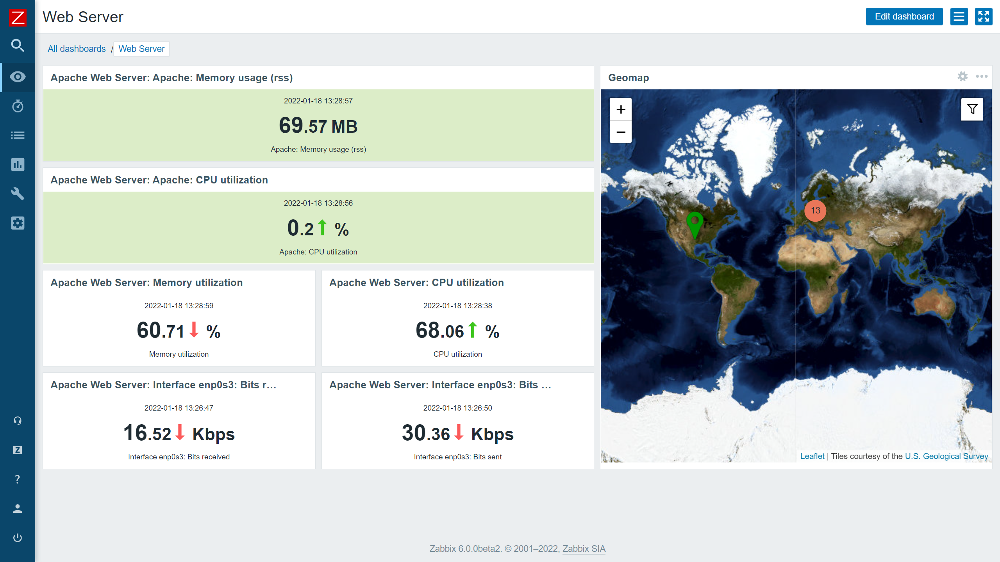 Z
Web Server
Edit dashboard
All dashboards / Web Server
Apache Web Server: Apache: Memory usage (rss)
2022-01-18 13:28:57
69.57 MB
Apache: Memory usage (rss)
Apache Web Server: Apache: CPU utilization
2022-01-18 13:28:56
0.2 %
Apache: CPU utilization
Apache Web Server: Memory utilization
2022-01-18 13:28:59
60.71 %
Memory utilization
Apache Web Server: CPU utilization
2022-01-18 13:28:38
68.06 %
CPU utilization
Apache Web Server: Interface enp0s3: Bits r…
2022-01-18 13:26:47
16.52 Kbps
Interface enp0s3: Bits received
Apache Web Server: Interface enp0s3: Bits …
2022-01-18 13:26:50
30.36 Kbps
Interface enp0s3: Bits sent
Geomap
+
−
13
Leaflet | Tiles courtesy of the U.S. Geological Survey
Z
?
Zabbix 6.0.0beta2. © 2001–2022, Zabbix SIA